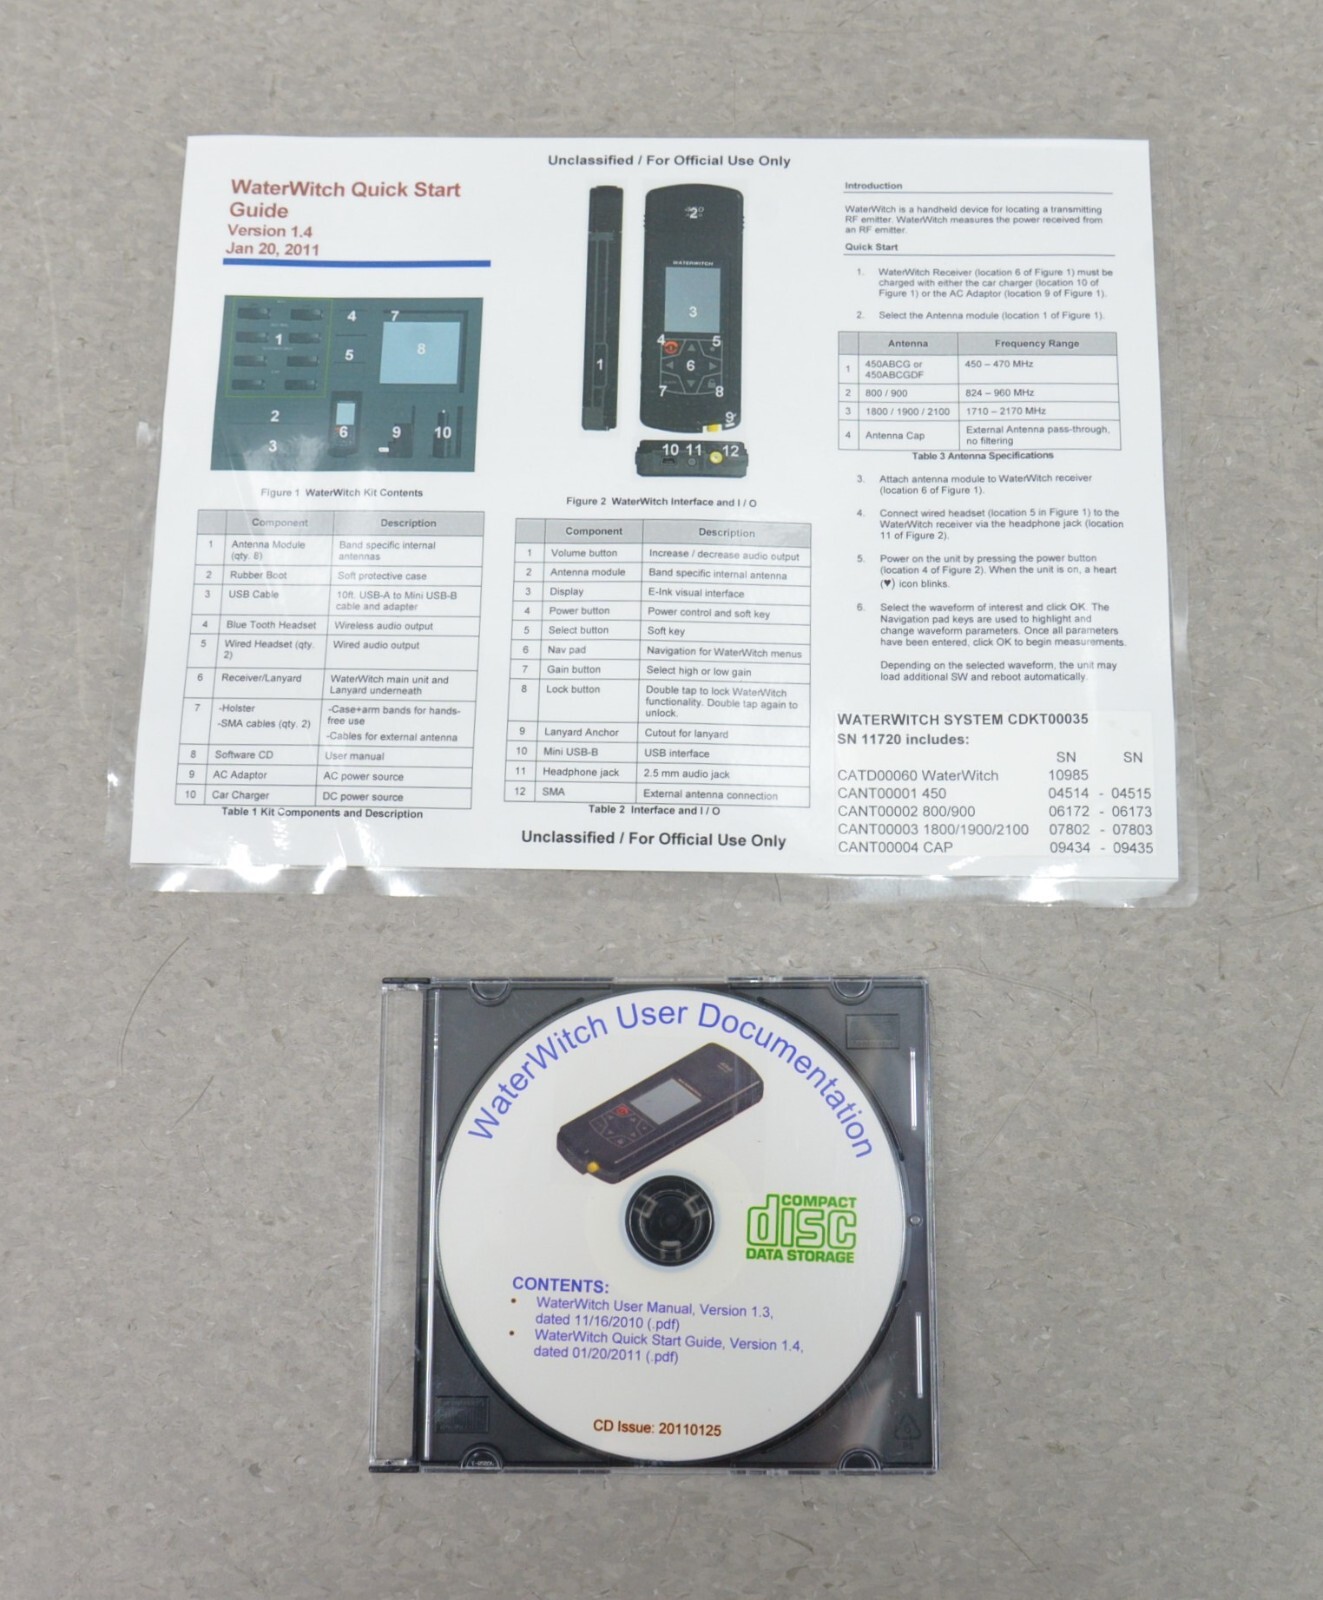 Unclassified / For Official Use Only
WaterWitch Quick Start
Guide
Version 1.4
Jan 20, 2011
1
2
3
4
5
6
7
8
9
10
Figure 1 WaterWitch Kit Contents
Component Description
1 Antenna Module (qty. 8) Band specific internal antennas
2 Rubber Boot Soft protective case
3 USB Cable 10ft. USB-A to Mini USB-B cable and adapter
4 Blue Tooth Headset Wireless audio output
5 Wired Headset (qty. 2) Wired audio output
6 Receiver/Lanyard WaterWitch main unit and Lanyard underneath
7 -Holster -Case+arm bands for hands-free use
-SMA cables (qty. 2) -Cables for external antenna
8 Software CD User manual
9 AC Adaptor AC power source
10 Car Charger DC power source
Table 1 Kit Components and Description
WATERWITCH
1
2
3
4
5
6
7
8
9
10 11 12
Figure 2 WaterWitch Interface and I / O
Component Description
1 Volume button Increase / decrease audio output
2 Antenna module Band specific internal antenna
3 Display E-Ink visual interface
4 Power button Power control and soft key
5 Select button Soft key
6 Nav pad Navigation for WaterWitch menus
7 Gain button Select high or low gain
8 Lock button Double tap to lock WaterWitch functionality. Double tap again to unlock.
9 Lanyard Anchor Cutout for lanyard
10 Mini USB-B USB interface
11 Headphone jack 2.5 mm audio jack
12 SMA External antenna connection
Table 2 Interface and I / O
Unclassified / For Official Use Only
Introduction
WaterWitch is a handheld device for locating a transmitting
RF emitter. WaterWitch measures the power received from
an RF emitter.
Quick Start
1. WaterWitch Receiver (location 6 of Figure 1) must be
charged with either the car charger (location 10 of
Figure 1) or the AC Adaptor (location 9 of Figure 1).
2. Select the Antenna module (location 1 of Figure 1).
Antenna Frequency Range
1 450ABCG or 450ABCGDF 450 – 470 MHz
2 800 / 900 824 – 960 MHz
3 1800 / 1900 / 2100 1710 – 2170 MHz
4 Antenna Cap External Antenna pass-through, no filtering
Table 3 Antenna Specifications
3. Attach antenna module to WaterWitch receiver
(location 6 of Figure 1).
4. Connect wired headset (location 5 in Figure 1) to the
WaterWitch receiver via the headphone jack (location
11 of Figure 2).
5. Power on the unit by pressing the power button
(location 4 of Figure 2). When the unit is on, a heart
(♥) icon blinks.
6. Select the waveform of interest and click OK. The
Navigation pad keys are used to highlight and
change waveform parameters. Once all parameters
have been entered, click OK to begin measurements.
Depending on the selected waveform, the unit may
load additional SW and reboot automatically.
WATERWITCH SYSTEM CDKT00035
SN 11720 includes:
SN SN
CATD00060 WaterWitch 10985
CANT00001 450 04514 - 04515
CANT00002 800/900 06172 - 06173
CANT00003 1800/1900/2100 07802 - 07803
CANT00004 CAP 09434 - 09435
WaterWitch User Documentation
COMPACT
disc
DATA STORAGE
CONTENTS:
• WaterWitch User Manual, Version 1.3,
dated 11/16/2010 (.pdf)
• WaterWitch Quick Start Guide, Version 1.4,
dated 01/20/2011 (.pdf)
CD Issue: 20110125